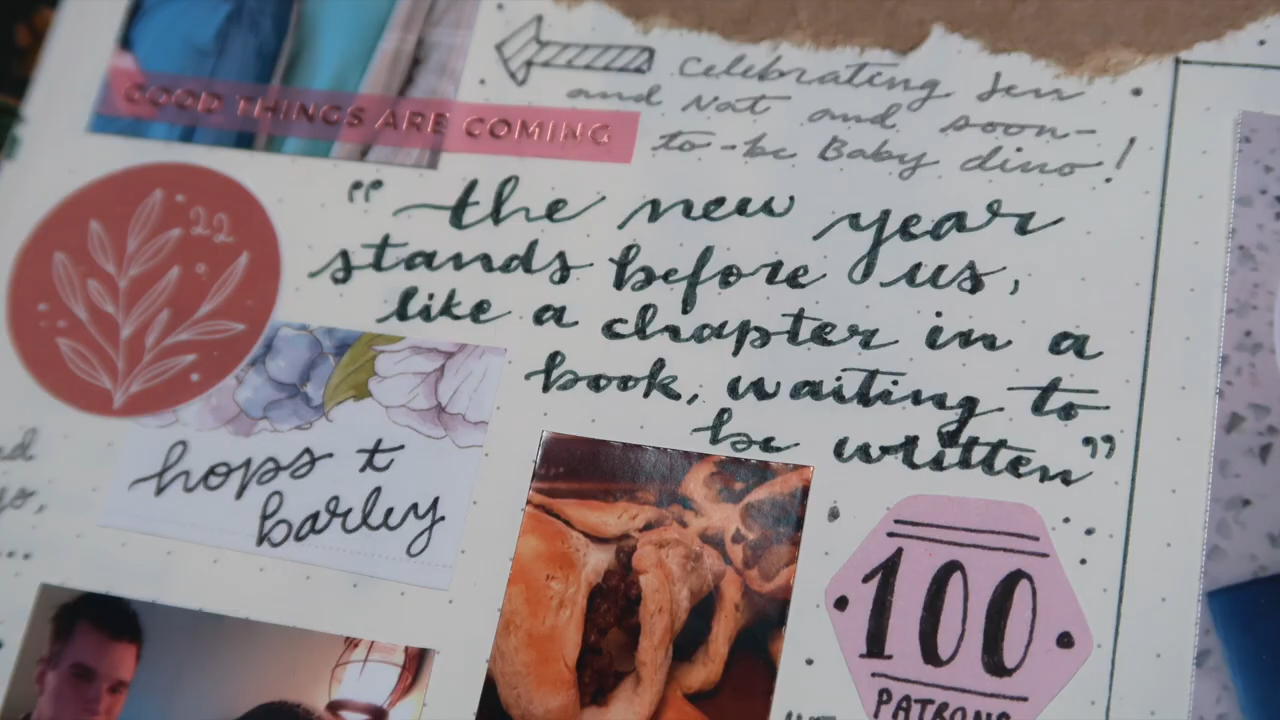 GOOD THINGS ARE COMING
celebrating Jen
and Nat and soon-
to-be Baby dino!
22
"the new year
stands before us,
like a chapter in a
book, waiting to
be written"
hops +
barley
100
PATRONS